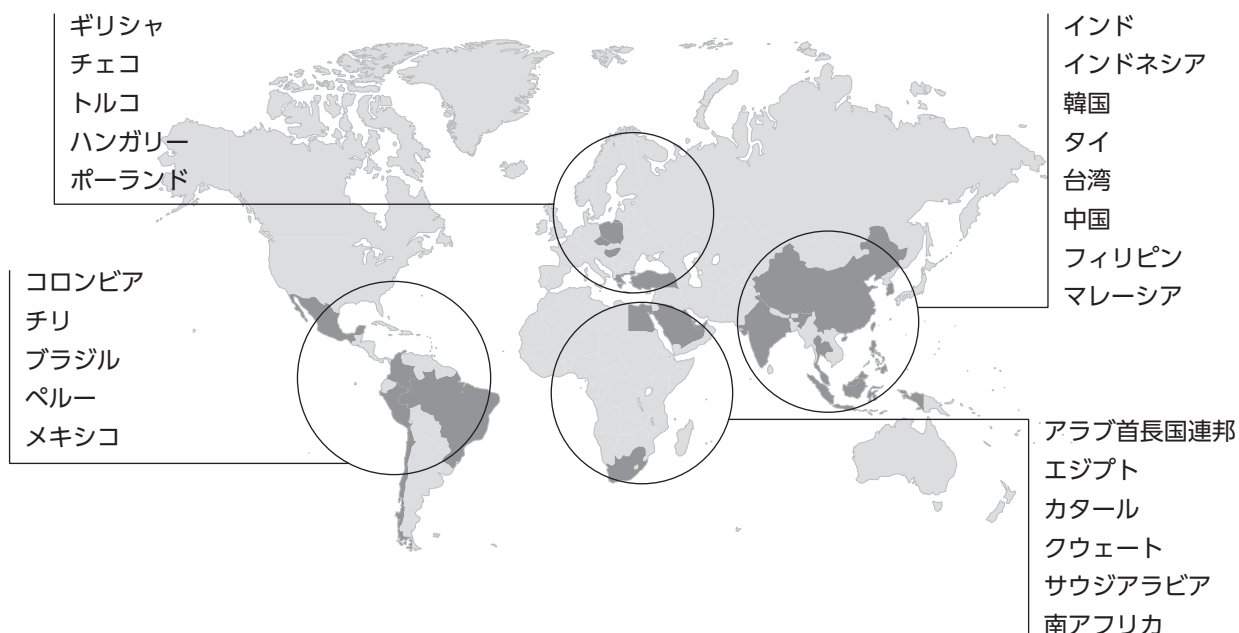 ギリシャ
チェコ
トルコ
ハンガリー
ポーランド
インド
インドネシア
韓国
タイ
台湾
中国
フィリピン
マレーシア
コロンビア
チリ
ブラジル
ペルー
メキシコ
アラブ首長国連邦
エジプト
カタール
クウェート
サウジアラビア
南アフリカ